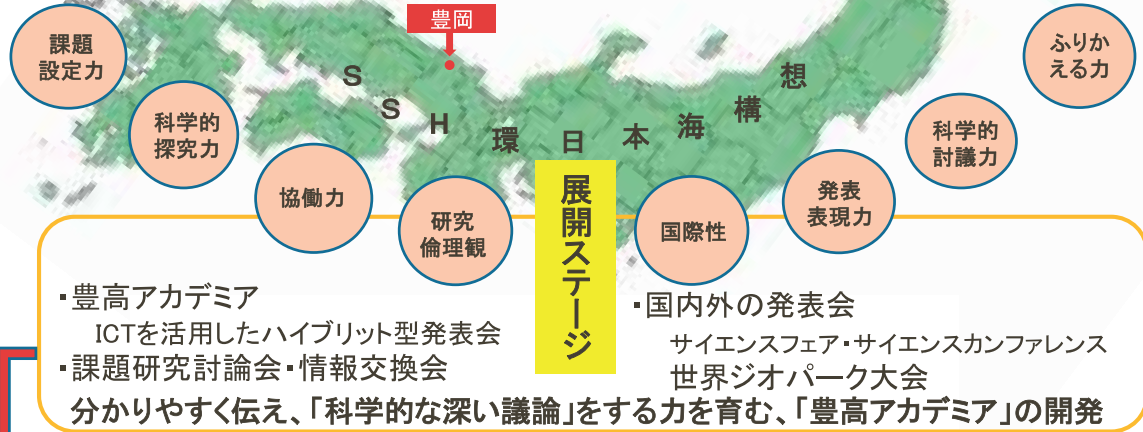 豊岡
課題
設定力
ふりか
える力
SSH環日本海構想
科学的
探究力
科学的
討議力
協働力
発表
表現力
研究
倫理観
国際性
展開ステージ
・豊高アカデミア
ICTを活用したハイブリット型発表会
・課題研究討論会・情報交換会
・国内外の発表会
サイエンスフェア・サイエンスカンファレンス
世界ジオパーク大会
分かりやすく伝え、「科学的な深い議論」をする力を育む、「豊高アカデミア」の開発